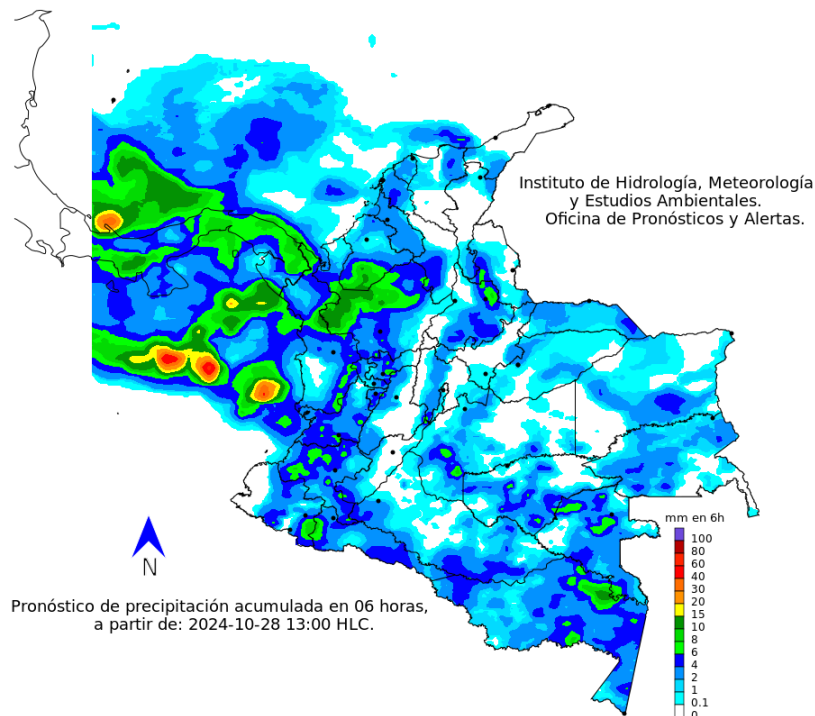 Instituto de Hidrología, Meteorología
y Estudios Ambientales.
Oficina de Pronósticos y Alertas.
N
Pronóstico de precipitación acumulada en 06 horas,
a partir de: 2024-10-28 13:00 HLC.
mm en 6h
100
80
60
40
30
20
15
10
8
6
4
2
1
0.1
0